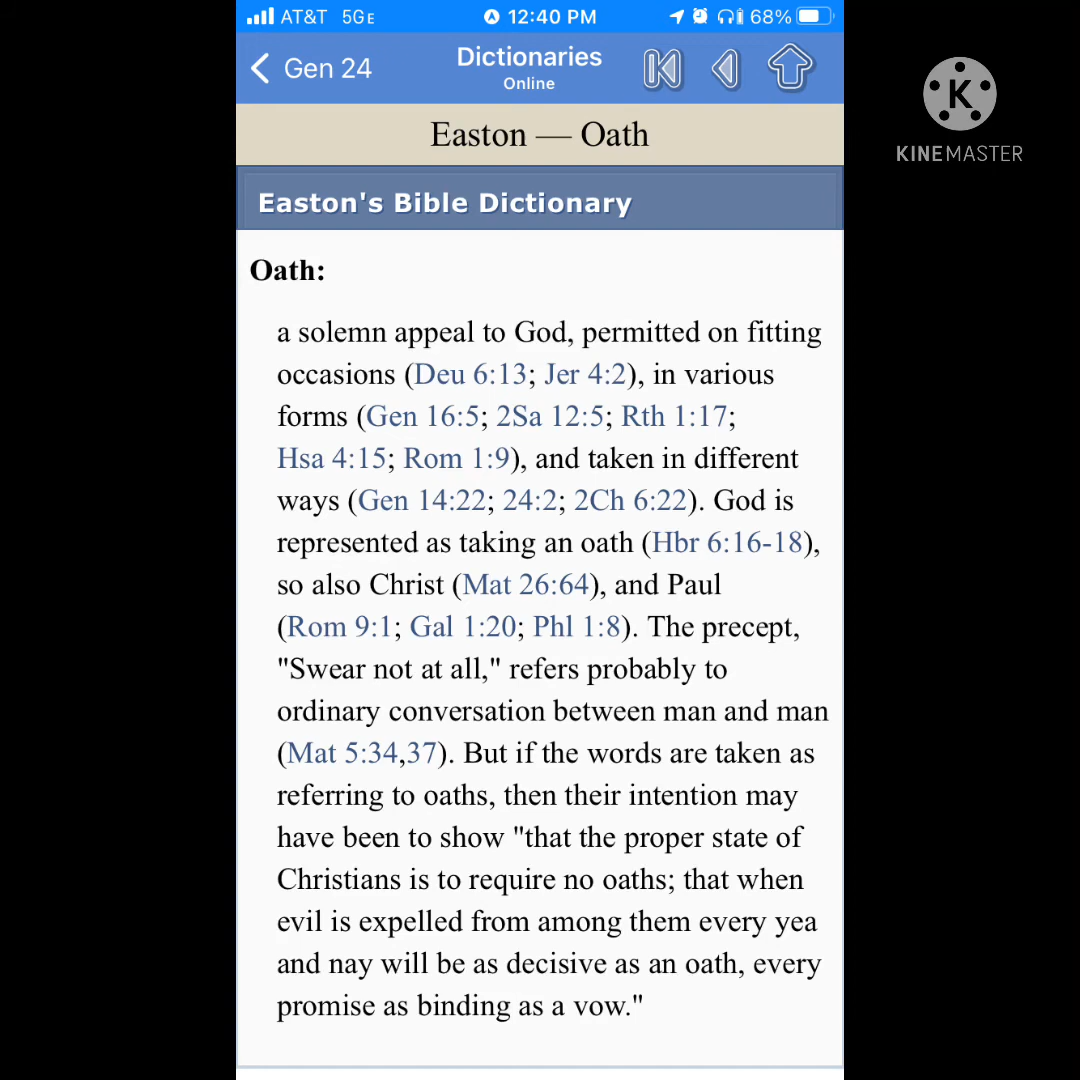 AT&T 5GE 12:40 PM 68%
Gen 24
Dictionaries
Online
Easton — Oath
Easton's Bible Dictionary
Oath:
a solemn appeal to God, permitted on fitting
occasions (Deu 6:13; Jer 4:2), in various
forms (Gen 16:5; 2Sa 12:5; Rth 1:17;
Hsa 4:15; Rom 1:9), and taken in different
ways (Gen 14:22; 24:2; 2Ch 6:22). God is
represented as taking an oath (Hbr 6:16-18),
so also Christ (Mat 26:64), and Paul
(Rom 9:1; Gal 1:20; Phl 1:8). The precept,
"Swear not at all," refers probably to
ordinary conversation between man and man
(Mat 5:34,37). But if the words are taken as
referring to oaths, then their intention may
have been to show "that the proper state of
Christians is to require no oaths; that when
evil is expelled from among them every yea
and nay will be as decisive as an oath, every
promise as binding as a vow."
K
KINEMASTER